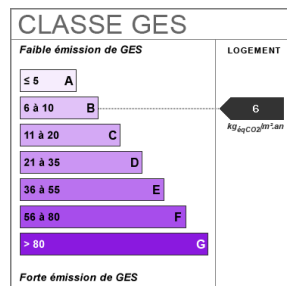 CLASSE GES
Faible émission de GES
LOGEMENT
≤ 5 A
6 à 10 B
6
kgéqCO2/m².an
11 à 20 C
21 à 35 D
36 à 55 E
56 à 80 F
> 80 G
Forte émission de GES